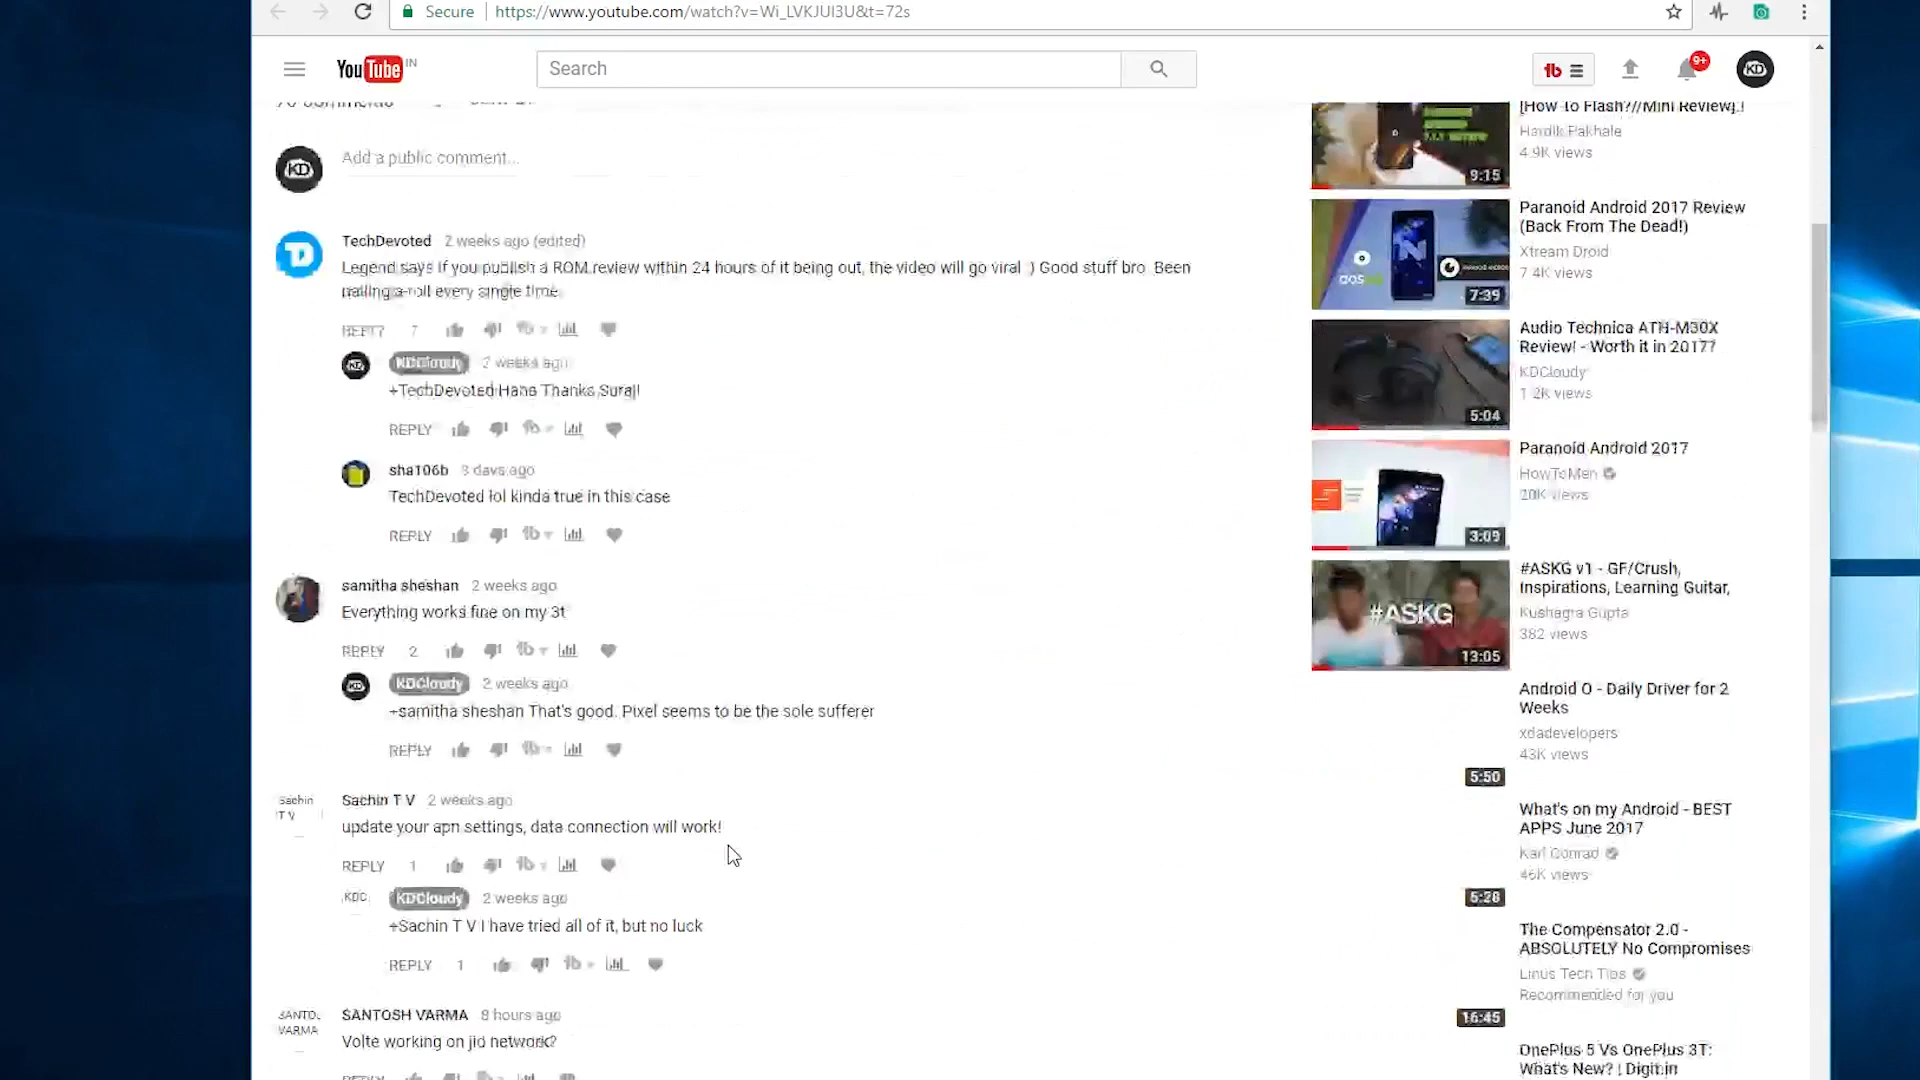 Secure
https://www.youtube.com/watch?v=Wi_LVKJUI3U&t=72s
YouTube IN
Search
9+
KD
Add a public comment...
TechDevoted 2 weeks ago (edited)
Legend says If you publish a ROM review within 24 hours of it being out, the video will go viral :) Good stuff bro Been
every single time
REPLY 7
KDCloudy 2 weeks ago
+TechDevoted Haha Thanks Suraj!
REPLY
sha106b 3 days ago
TechDevoted lol kinda true in this case
REPLY
samitha sheshan 2 weeks ago
Everything works fine on my 3t
REPLY 2
KDCloudy 2 weeks ago
+samitha sheshan That's good. Pixel seems to be the sole sufferer
REPLY
Sachin T V
Sachin T V 2 weeks ago
update your apn settings, data connection will work!
REPLY 1
KDCloudy 2 weeks ago
+Sachin T V I have tried all of it, but no luck
REPLY 1
SANTOSH VARMA 8 hours ago
Volte working on jio network?
[How To Flash?//Mini Review].!
Hardik Pakhale
4.9K views
9:15
Paranoid Android 2017 Review
(Back From The Dead!)
Xtream Droid
7.4K views
7:39
Audio Technica ATH-M30X
Review! - Worth it in 2017?
KDCloudy
1.2K views
5:04
Paranoid Android 2017
HowToMen
20K views
3:09
#ASKG
#ASKG v1 - GF/Crush,
Inspirations, Learning Guitar,
Kushagra Gupta
382 views
13:05
Android O - Daily Driver for 2
Weeks
xdadevelopers
43K views
5:50
What's on my Android - BEST
APPS June 2017
Karl Conrad
46K views
5:28
The Compensator 2.0 -
ABSOLUTELY No Compromises
Linus Tech Tips
Recommended for you
16:45
OnePlus 5 Vs OnePlus 3T:
What's New? | Digit.in